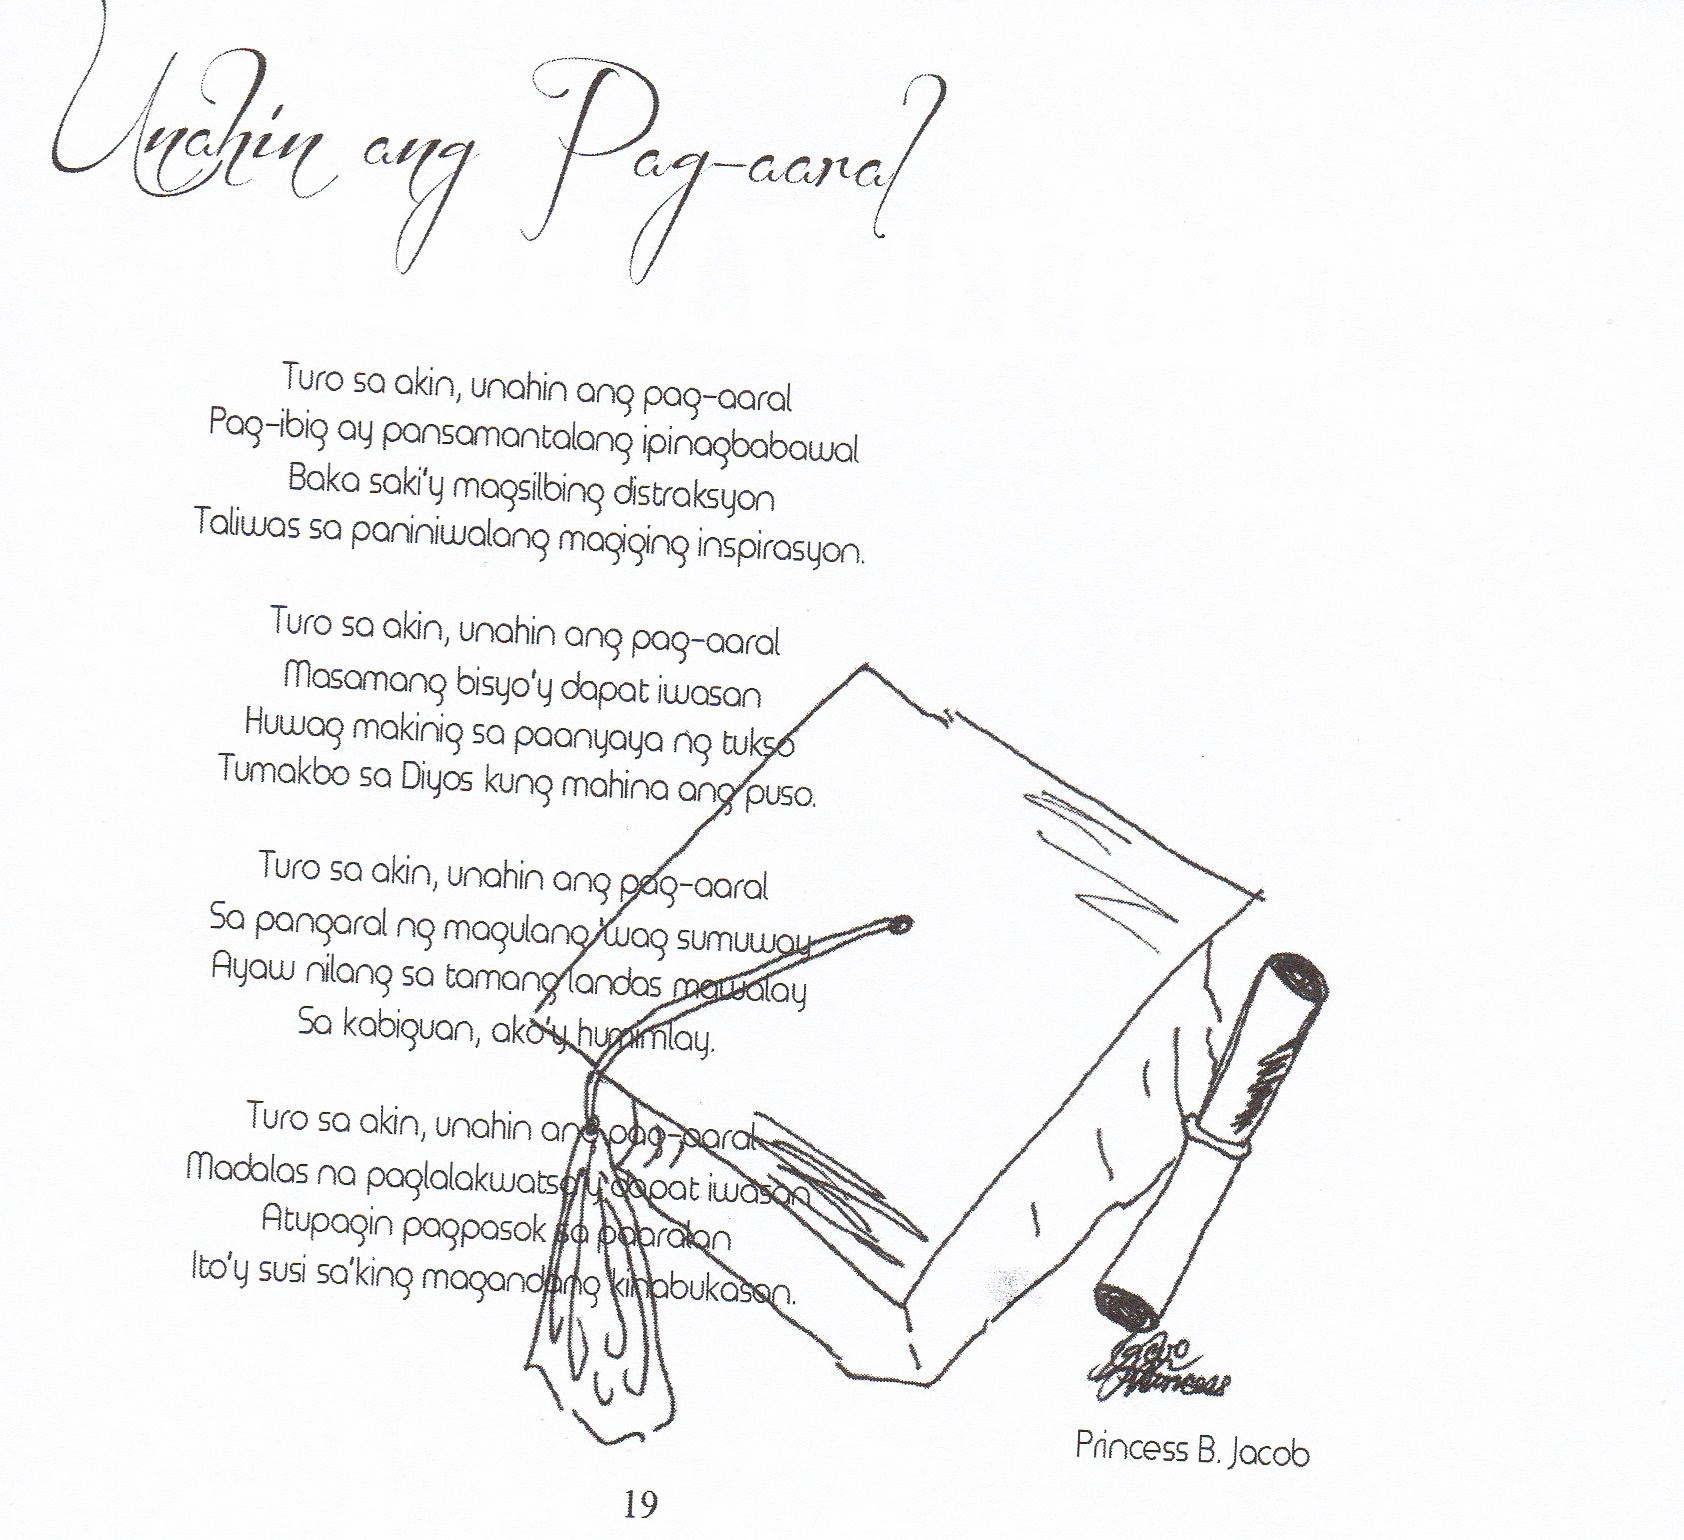 Unahin ang Pag-aaral
Turo sa akin, unahin ang pag-aaral
Pag-ibig ay pansamantalang ipinagbabawal
Baka saki'y magsilbing distraksyon
Taliwas sa paniniwalang magiging inspirasyon.
Turo sa akin, unahin ang pag-aaral
Masamang bisyo'y dapat iwasan
Huwag makinig sa paanyaya ng tukso
Tumakbo sa Diyos kung mahina ang puso.
Turo sa akin, unahin ang pag-aaral
Sa pangaral ng magulang 'wag sumuway
Ayaw nilang sa tamang landas mawalay
Sa kabiguan, ako'y humimlay.
Turo sa akin, unahin ang pag-aaral
Madalas na paglalakwatsa'y dapat iwasan
Atupagin pagpasok sa paaralan
Ito'y susi sa'king magandang kinabukasan.
Princess
Princess B. Jacob
19